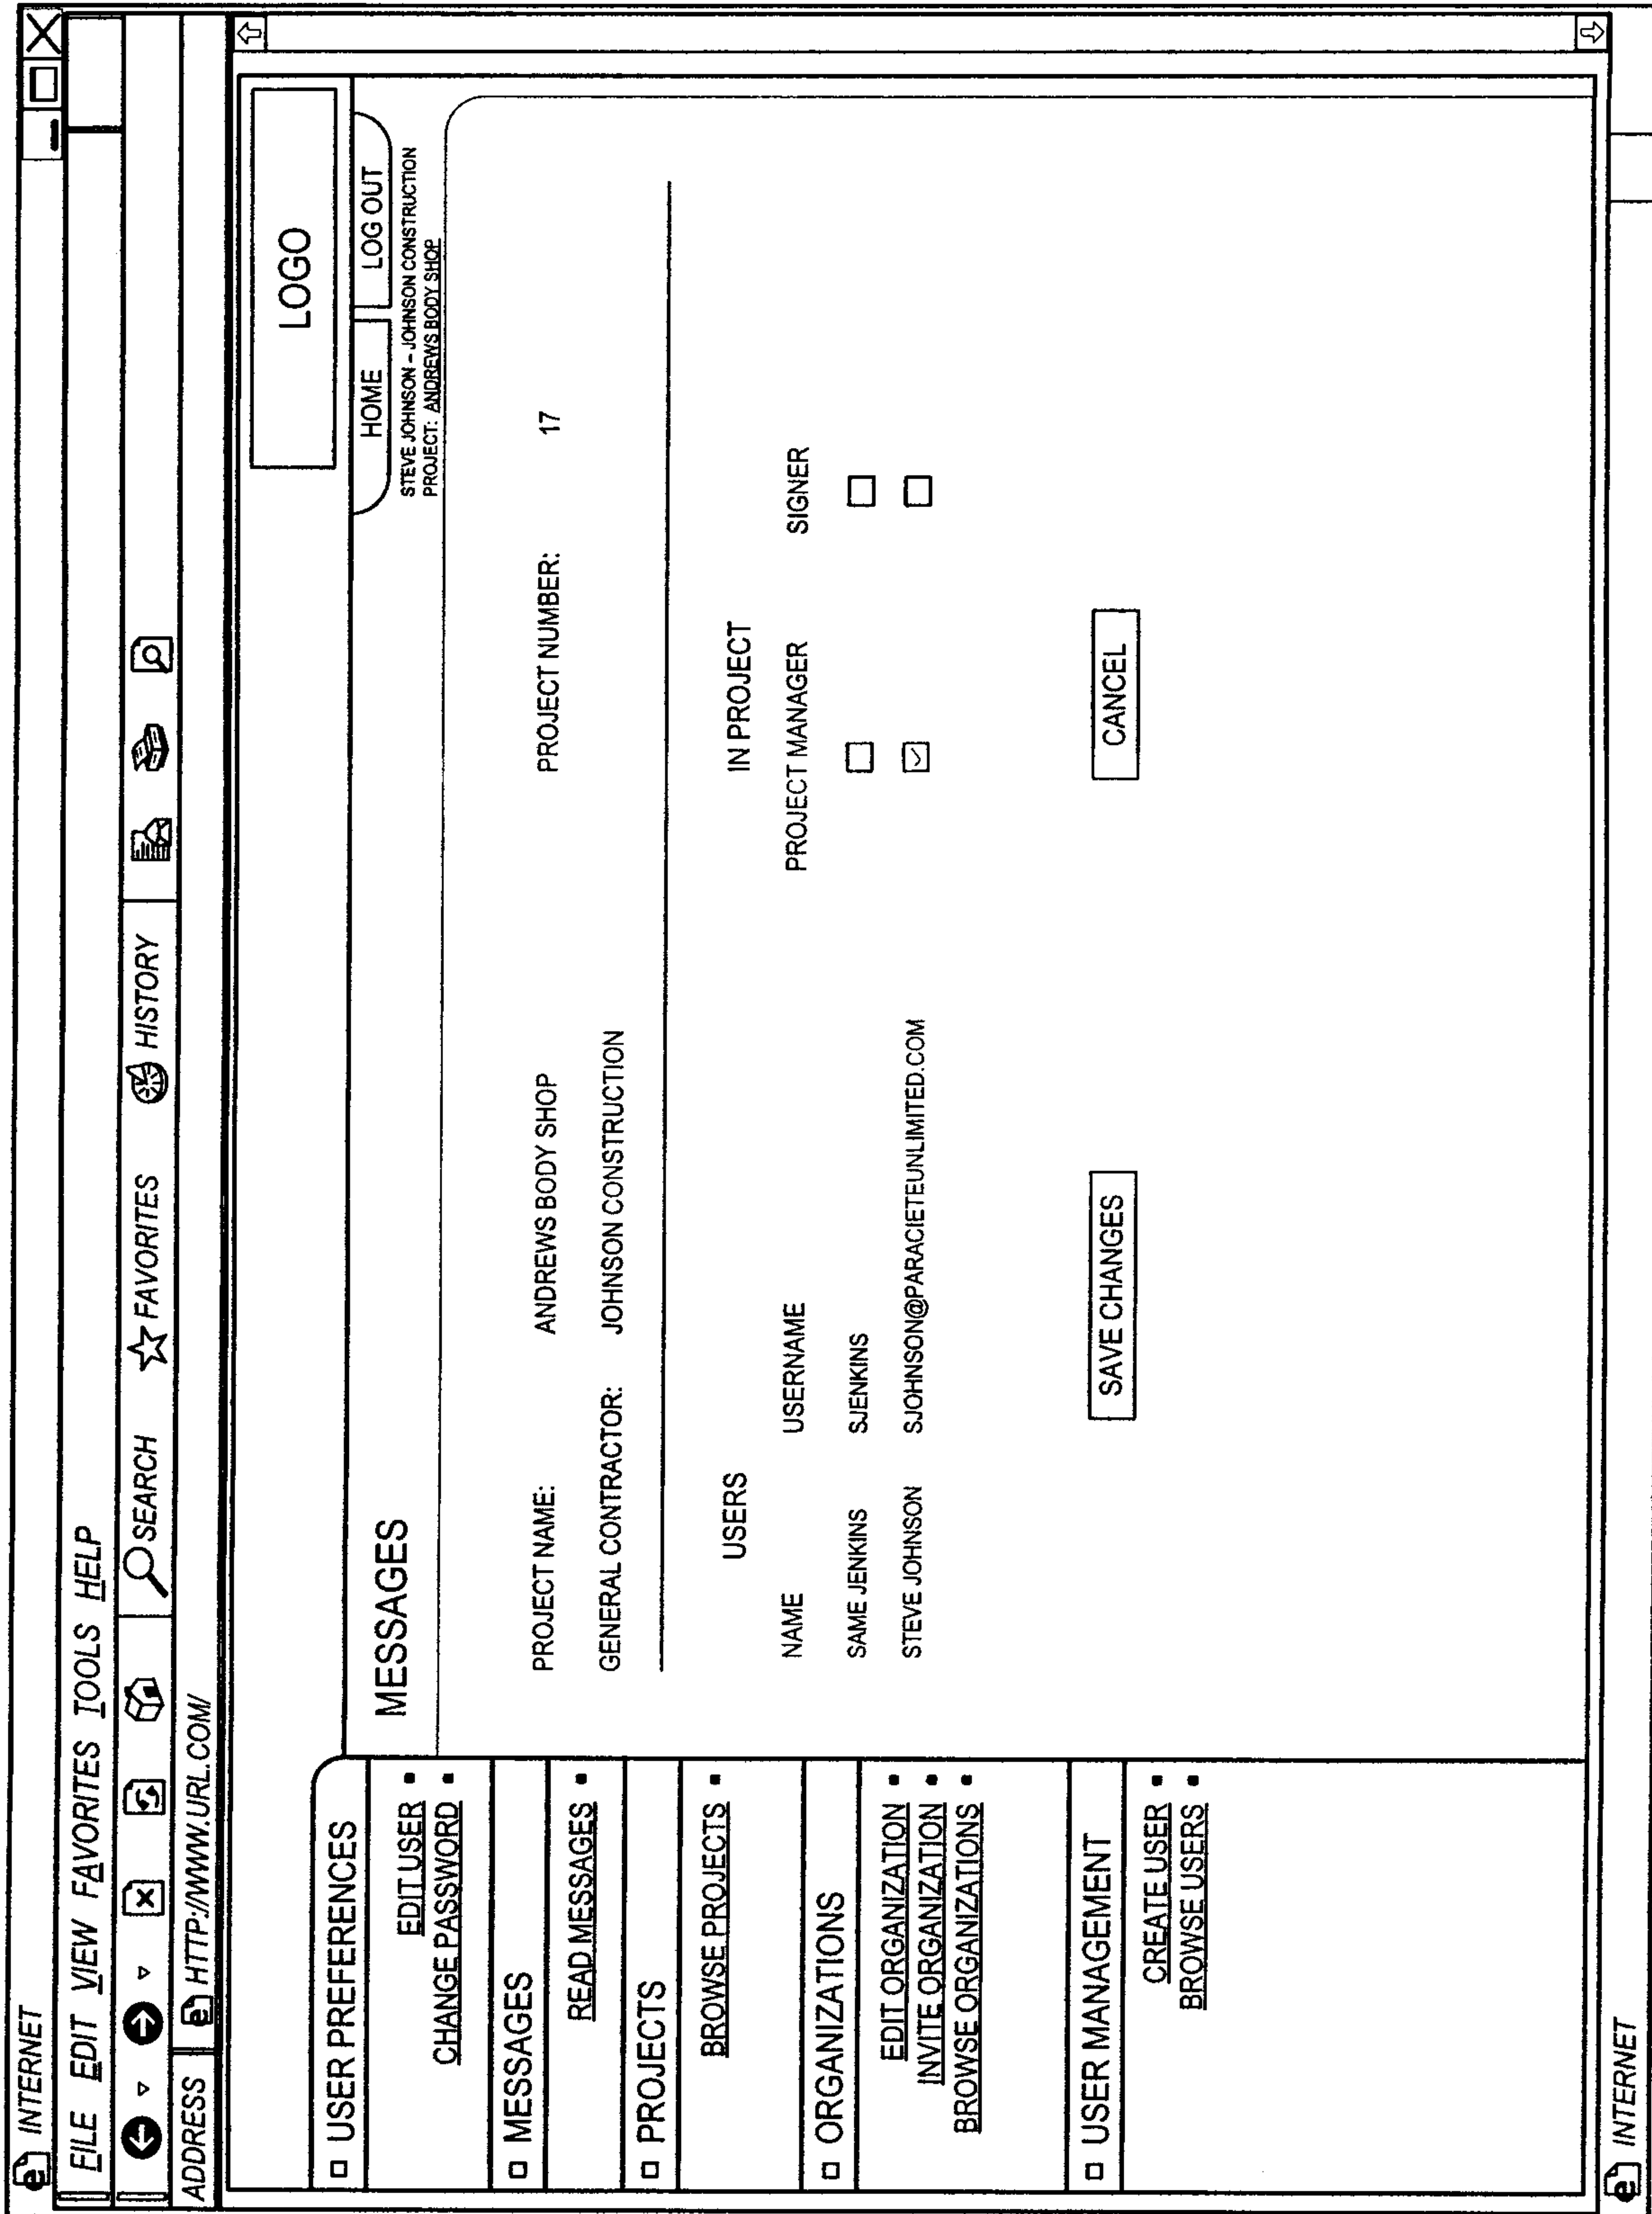 INTERNET
FILE EDIT VIEW FAVORITES TOOLS HELP
SEARCH FAVORITES HISTORY
ADDRESS HTTP://WWW.URL.COM/
LOGO
HOME LOG OUT
STEVE JOHNSON – JOHNSON CONSTRUCTION
PROJECT: ANDREWS BODY SHOP
USER PREFERENCES
EDIT USER
CHANGE PASSWORD
MESSAGES
READ MESSAGES
PROJECTS
BROWSE PROJECTS
ORGANIZATIONS
EDIT ORGANIZATION
INVITE ORGANIZATION
BROWSE ORGANIZATIONS
USER MANAGEMENT
CREATE USER
BROWSE USERS
MESSAGES
PROJECT NAME: ANDREWS BODY SHOP PROJECT NUMBER: 17
GENERAL CONTRACTOR: JOHNSON CONSTRUCTION
USERS IN PROJECT
NAME USERNAME PROJECT MANAGER SIGNER
SAME JENKINS SJENKINS
STEVE JOHNSON SJOHNSON@PARACIETEUNLIMITED.COM
SAVE CHANGES CANCEL
INTERNET